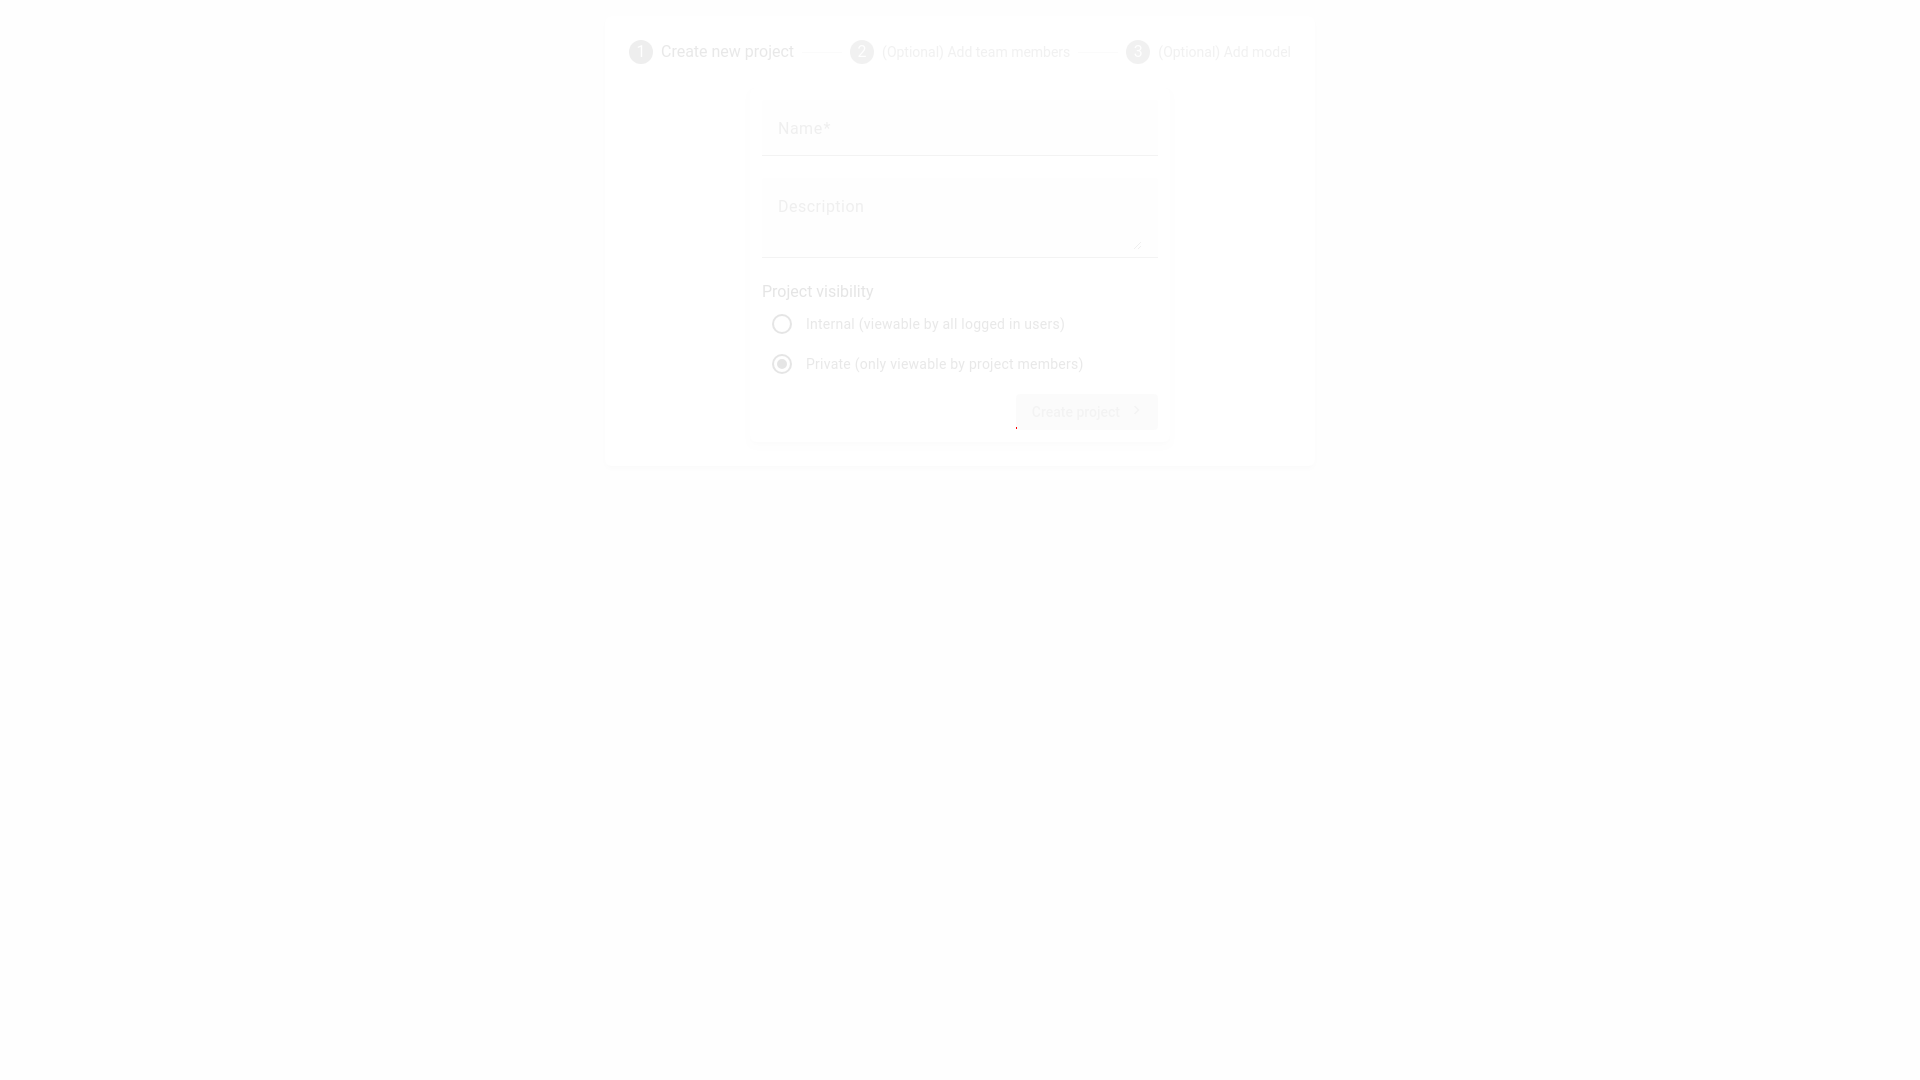 1 Create new project
2 (Optional) Add team members
3 (Optional) Add model
Name*
Description
Project visibility
Internal (viewable by all logged in users)
Private (only viewable by project members)
Create project